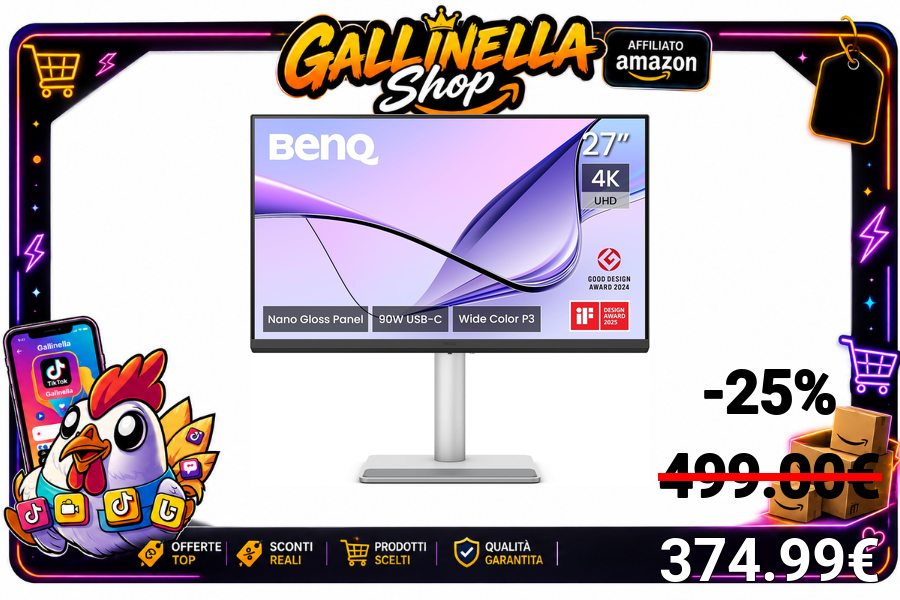 GALLINELLA
Shop
AFFILIATO
amazon
BenQ
27”
4K
UHD
GOOD DESIGN
AWARD 2024
Nano Gloss Panel
90W USB-C
Wide Color P3
iF
DESIGN
AWARD
2025
Gallinella
TikTok
Gallinella
-25%
499.00€
374.99€
OFFERTE
TOP
SCONTI
REALI
PRODOTTI
SCELTI
QUALITÀ
GARANTITA